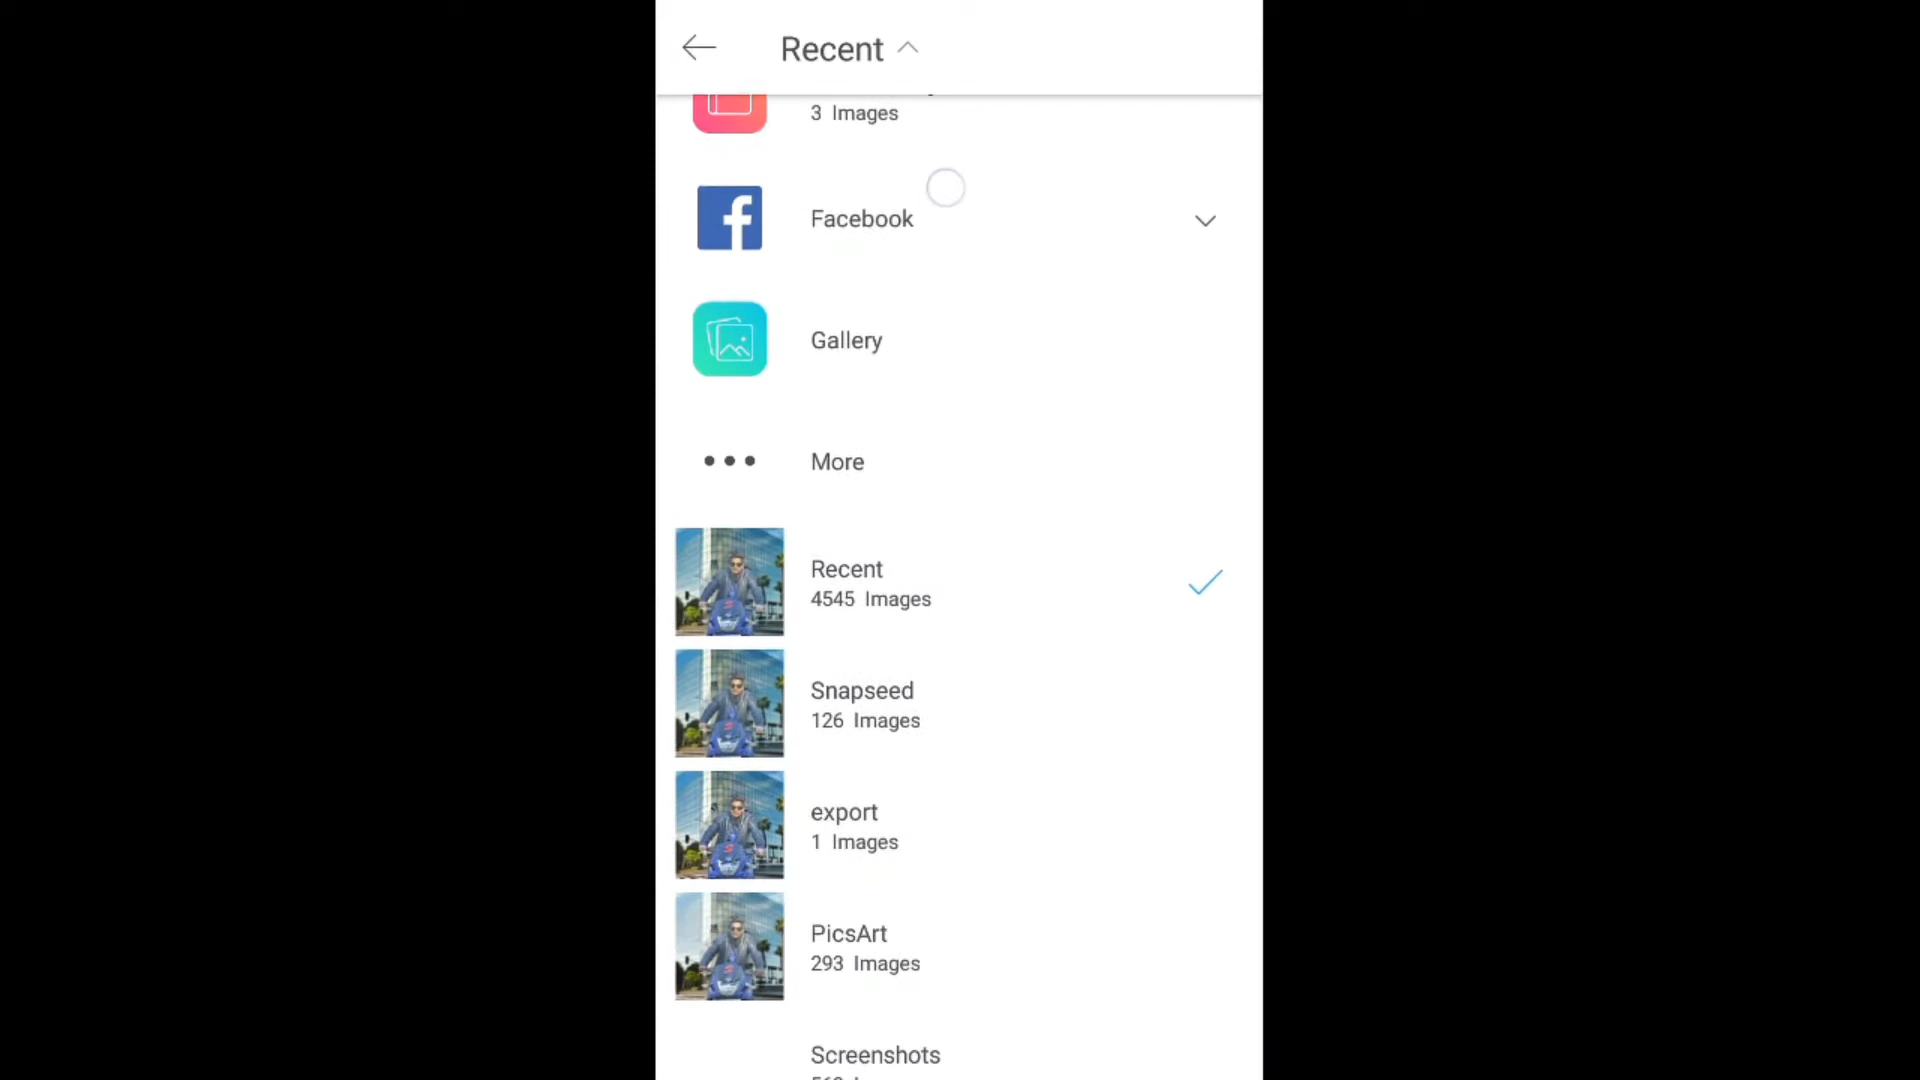 Recent
3 Images
Facebook
Gallery
More
Recent
4545 Images
Snapseed
126 Images
export
1 Images
PicsArt
293 Images
Screenshots